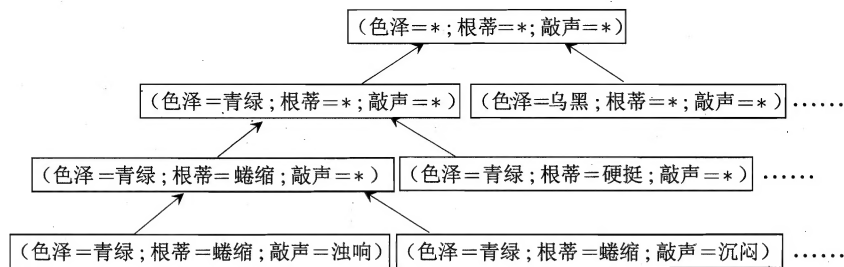 (色泽=*;根蒂=*;敲声=*)
(色泽=青绿;根蒂=*;敲声=*) (色泽=乌黑;根蒂=*;敲声=*) ……
(色泽=青绿;根蒂=蜷缩;敲声=*) (色泽=青绿;根蒂=硬挺;敲声=*) ……
(色泽=青绿;根蒂=蜷缩;敲声=浊响) (色泽=青绿;根蒂=蜷缩;敲声=沉闷) ……